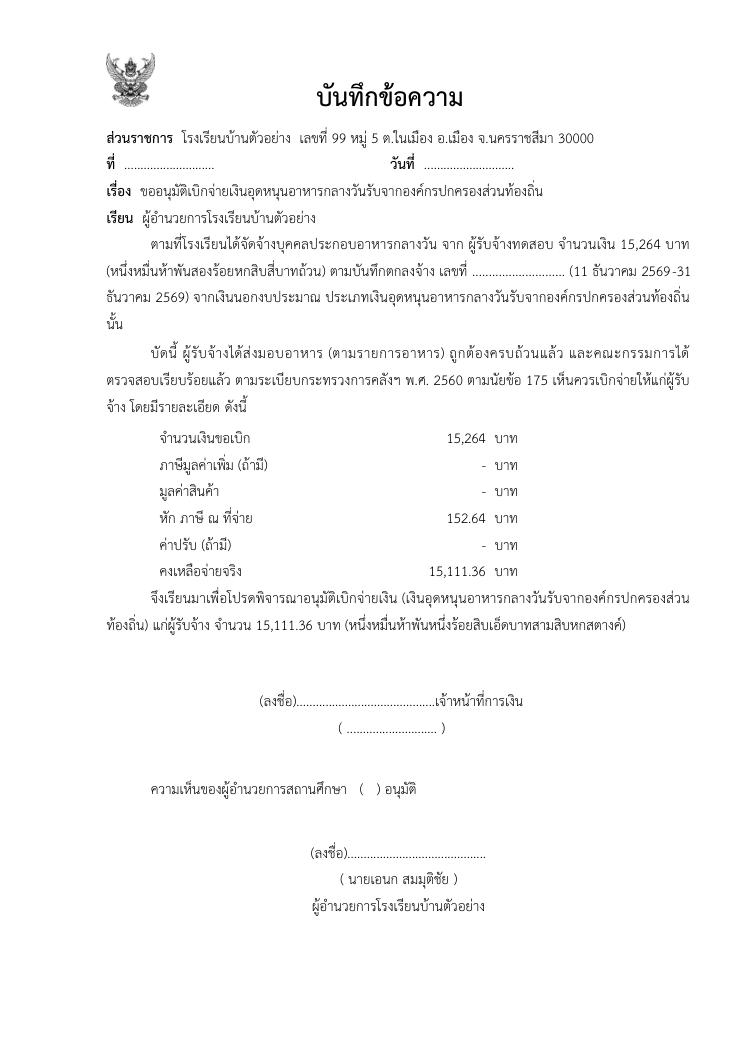 บันทึกข้อความ
ส่วนราชการ โรงเรียนบ้านตัวอย่าง เลขที่ 99 หมู่ 5 ต.ในเมือง อ.เมือง จ.นครราชสีมา 30000
ที่ ............................ วันที่ ............................
เรื่อง ขออนุมัติเบิกจ่ายเงินอุดหนุนอาหารกลางวันรับจากองค์กรปกครองส่วนท้องถิ่น
เรียน ผู้อำนวยการโรงเรียนบ้านตัวอย่าง
ตามที่โรงเรียนได้จัดจ้างบุคคลประกอบอาหารกลางวัน จาก ผู้รับจ้างทดสอบ จำนวนเงิน 15,264 บาท
(หนึ่งหมื่นห้าพันสองร้อยหกสิบสี่บาทถ้วน) ตามบันทึกตกลงจ้าง เลขที่ ............................ (11 ธันวาคม 2569-31
ธันวาคม 2569) จากเงินนอกงบประมาณ ประเภทเงินอุดหนุนอาหารกลางวันรับจากองค์กรปกครองส่วนท้องถิ่น
นั้น
บัดนี้ ผู้รับจ้างได้ส่งมอบอาหาร (ตามรายการอาหาร) ถูกต้องครบถ้วนแล้ว และคณะกรรมการได้
ตรวจสอบเรียบร้อยแล้ว ตามระเบียบกระทรวงการคลังฯ พ.ศ. 2560 ตามนัยข้อ 175 เห็นควรเบิกจ่ายให้แก่ผู้รับ
จ้าง โดยมีรายละเอียด ดังนี้
จำนวนเงินขอเบิก 15,264 บาท
ภาษีมูลค่าเพิ่ม (ถ้ามี) - บาท
มูลค่าสินค้า - บาท
หัก ภาษี ณ ที่จ่าย 152.64 บาท
ค่าปรับ (ถ้ามี) - บาท
คงเหลือจ่ายจริง 15,111.36 บาท
จึงเรียนมาเพื่อโปรดพิจารณาอนุมัติเบิกจ่ายเงิน (เงินอุดหนุนอาหารกลางวันรับจากองค์กรปกครองส่วน
ท้องถิ่น) แก่ผู้รับจ้าง จำนวน 15,111.36 บาท (หนึ่งหมื่นห้าพันหนึ่งร้อยสิบเอ็ดบาทสามสิบหกสตางค์)
(ลงชื่อ)...........................................เจ้าหน้าที่การเงิน
( ............................ )
ความเห็นของผู้อำนวยการสถานศึกษา ( ) อนุมัติ
(ลงชื่อ)...........................................
( นายเอนก สมมุติชัย )
ผู้อำนวยการโรงเรียนบ้านตัวอย่าง